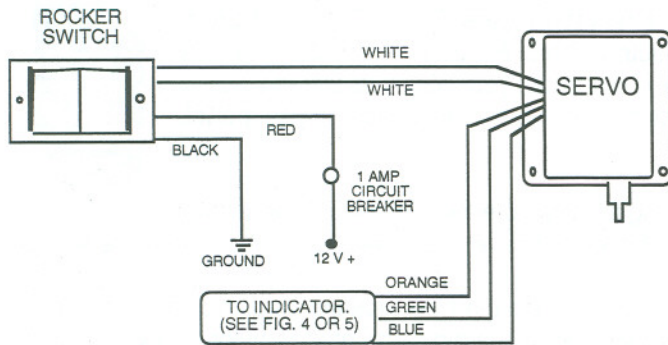 ROCKER
SWITCH
WHITE
WHITE
SERVO
RED
BLACK
1 AMP
CIRCUIT
BREAKER
GROUND
12 V +
ORANGE
GREEN
BLUE
TO INDICATOR.
(SEE FIG. 4 OR 5)